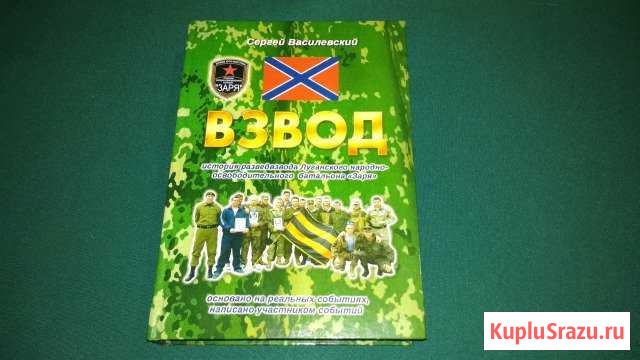 Сергей Василевский
"ЗАРЯ"
ВЗВОД
история разведвзвода Луганского народно-
освободительного батальона «Заря»
основано на реальных событиях,
написано участником событий
KupluSrazu.ru